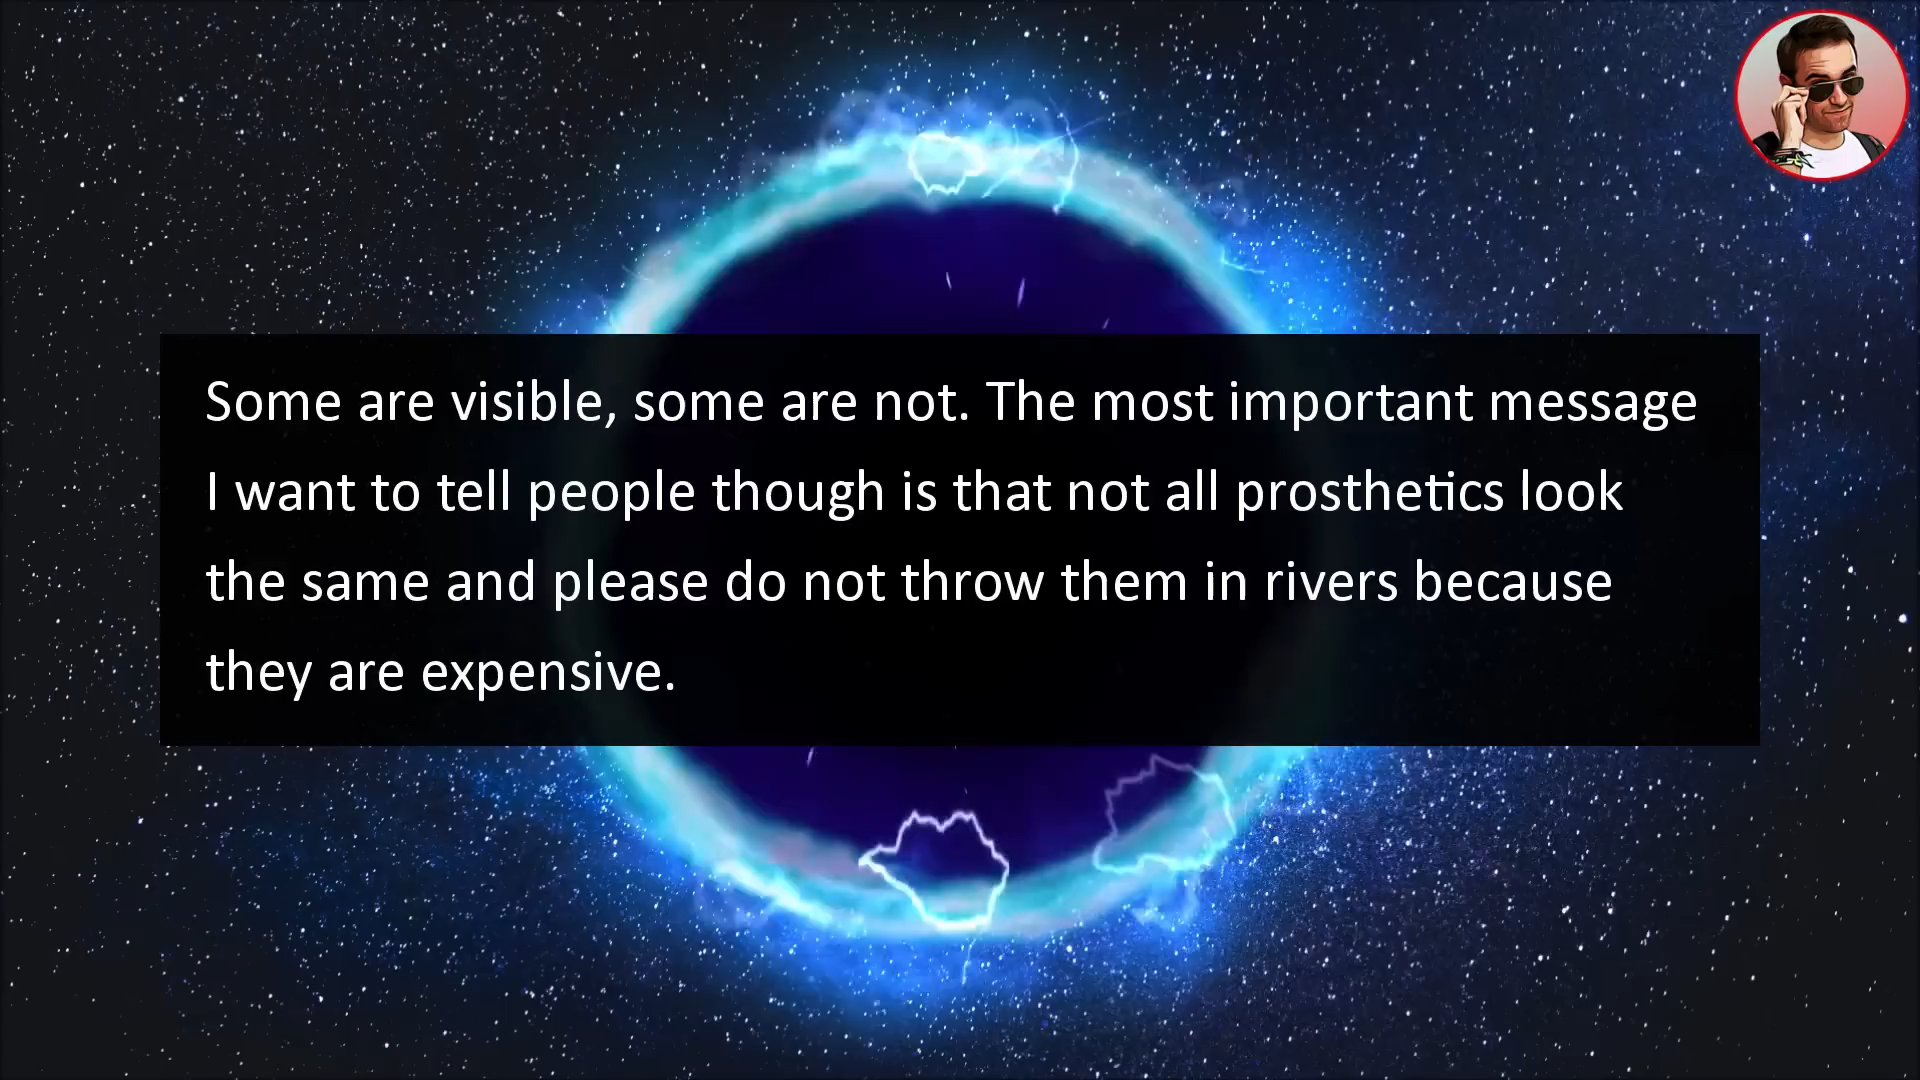 Some are visible, some are not. The most important message
I want to tell people though is that not all prosthetics look
the same and please do not throw them in rivers because
they are expensive.